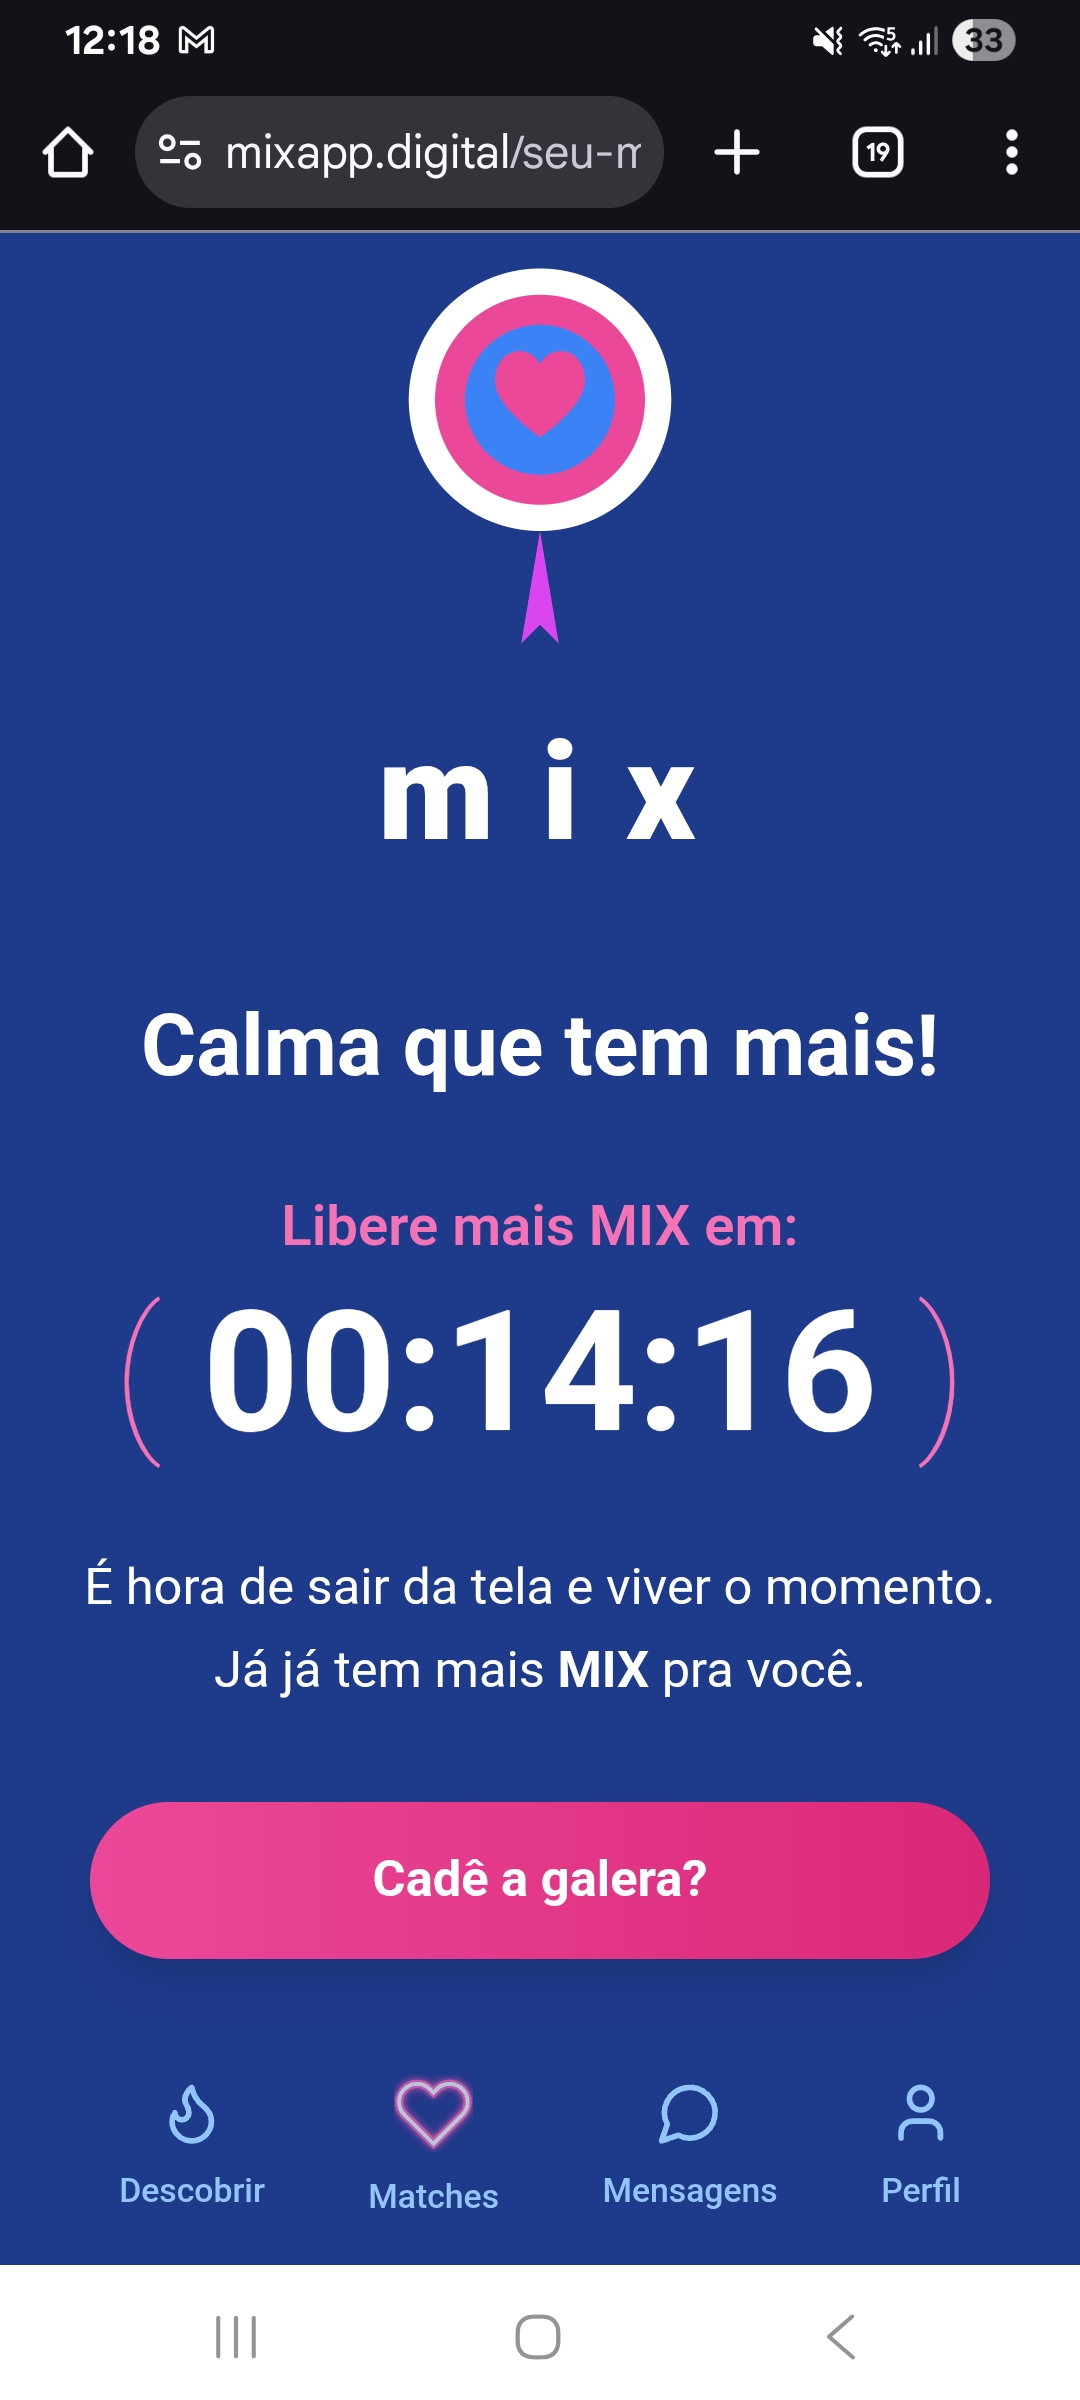 12:18
5
33
mixapp.digital/seu-m
19
mix
Calma que tem mais!
Libere mais MIX em:
00:14:16
É hora de sair da tela e viver o momento.
Já já tem mais MIX pra você.
Cadê a galera?
Descobrir
Matches
Mensagens
Perfil